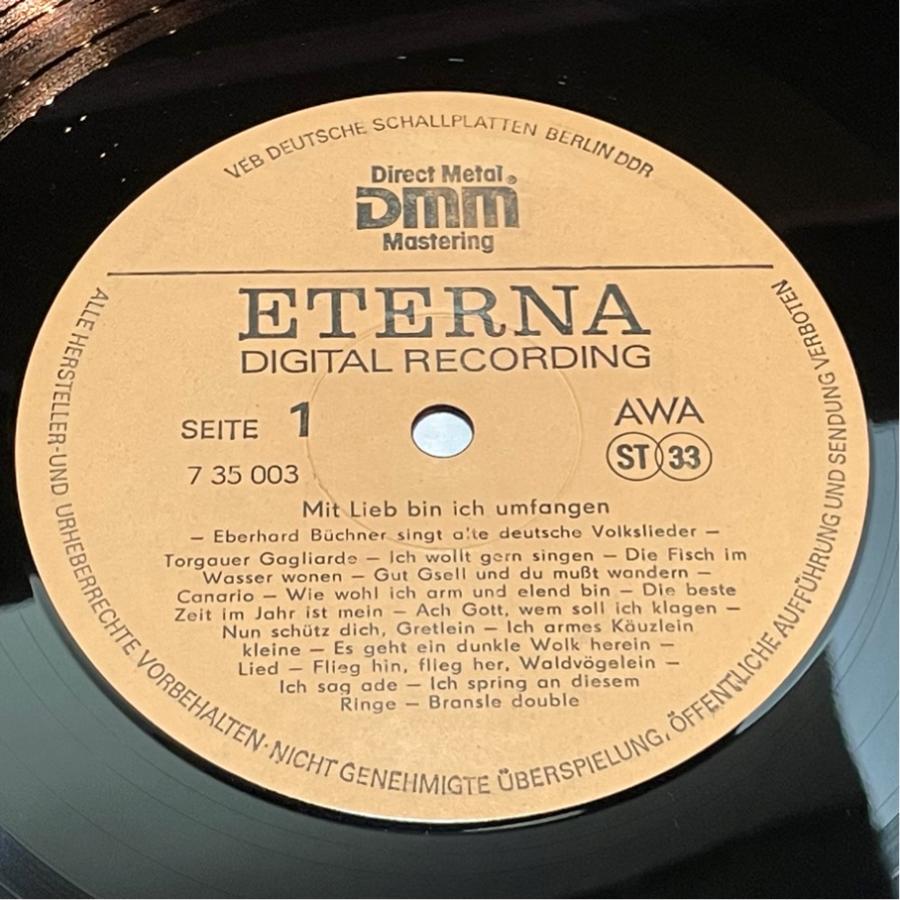 VEB DEUTSCHE SCHALLPLATTEN BERLIN DDR
Direct Metal
DMM®
Mastering
ETERNA
DIGITAL RECORDING
SEITE 1
7 35 003
AWA
ST 33
Mit Lieb bin ich umfangen
— Eberhard Büchner singt alte deutsche Volkslieder —
Torgauer Gagliarde — Ich wollt gern singen — Die Fisch im
Wasser wonen — Gut Gsell und du mußt wandern —
Canario — Wie wohl ich arm und elend bin — Die beste
Zeit im Jahr ist mein — Ach Gott, wem soll ich klagen —
Nun schütz dich, Gretlein — Ich armes Käuzlein
kleine — Es geht ein dunkle Wolk herein —
Lied — Flieg hin, flieg her, Waldvögelein —
Ich sag ade — Ich spring an diesem
Ringe — Bransle double
ALLE HERSTELLER-UND URHEBERRECHTE VORBEHALTEN·NICHT GENEHMIGTE ÜBERSPIELUNG, ÖFFENTLICHE AUFFÜHRUNG UND SENDUNG VERBOTEN